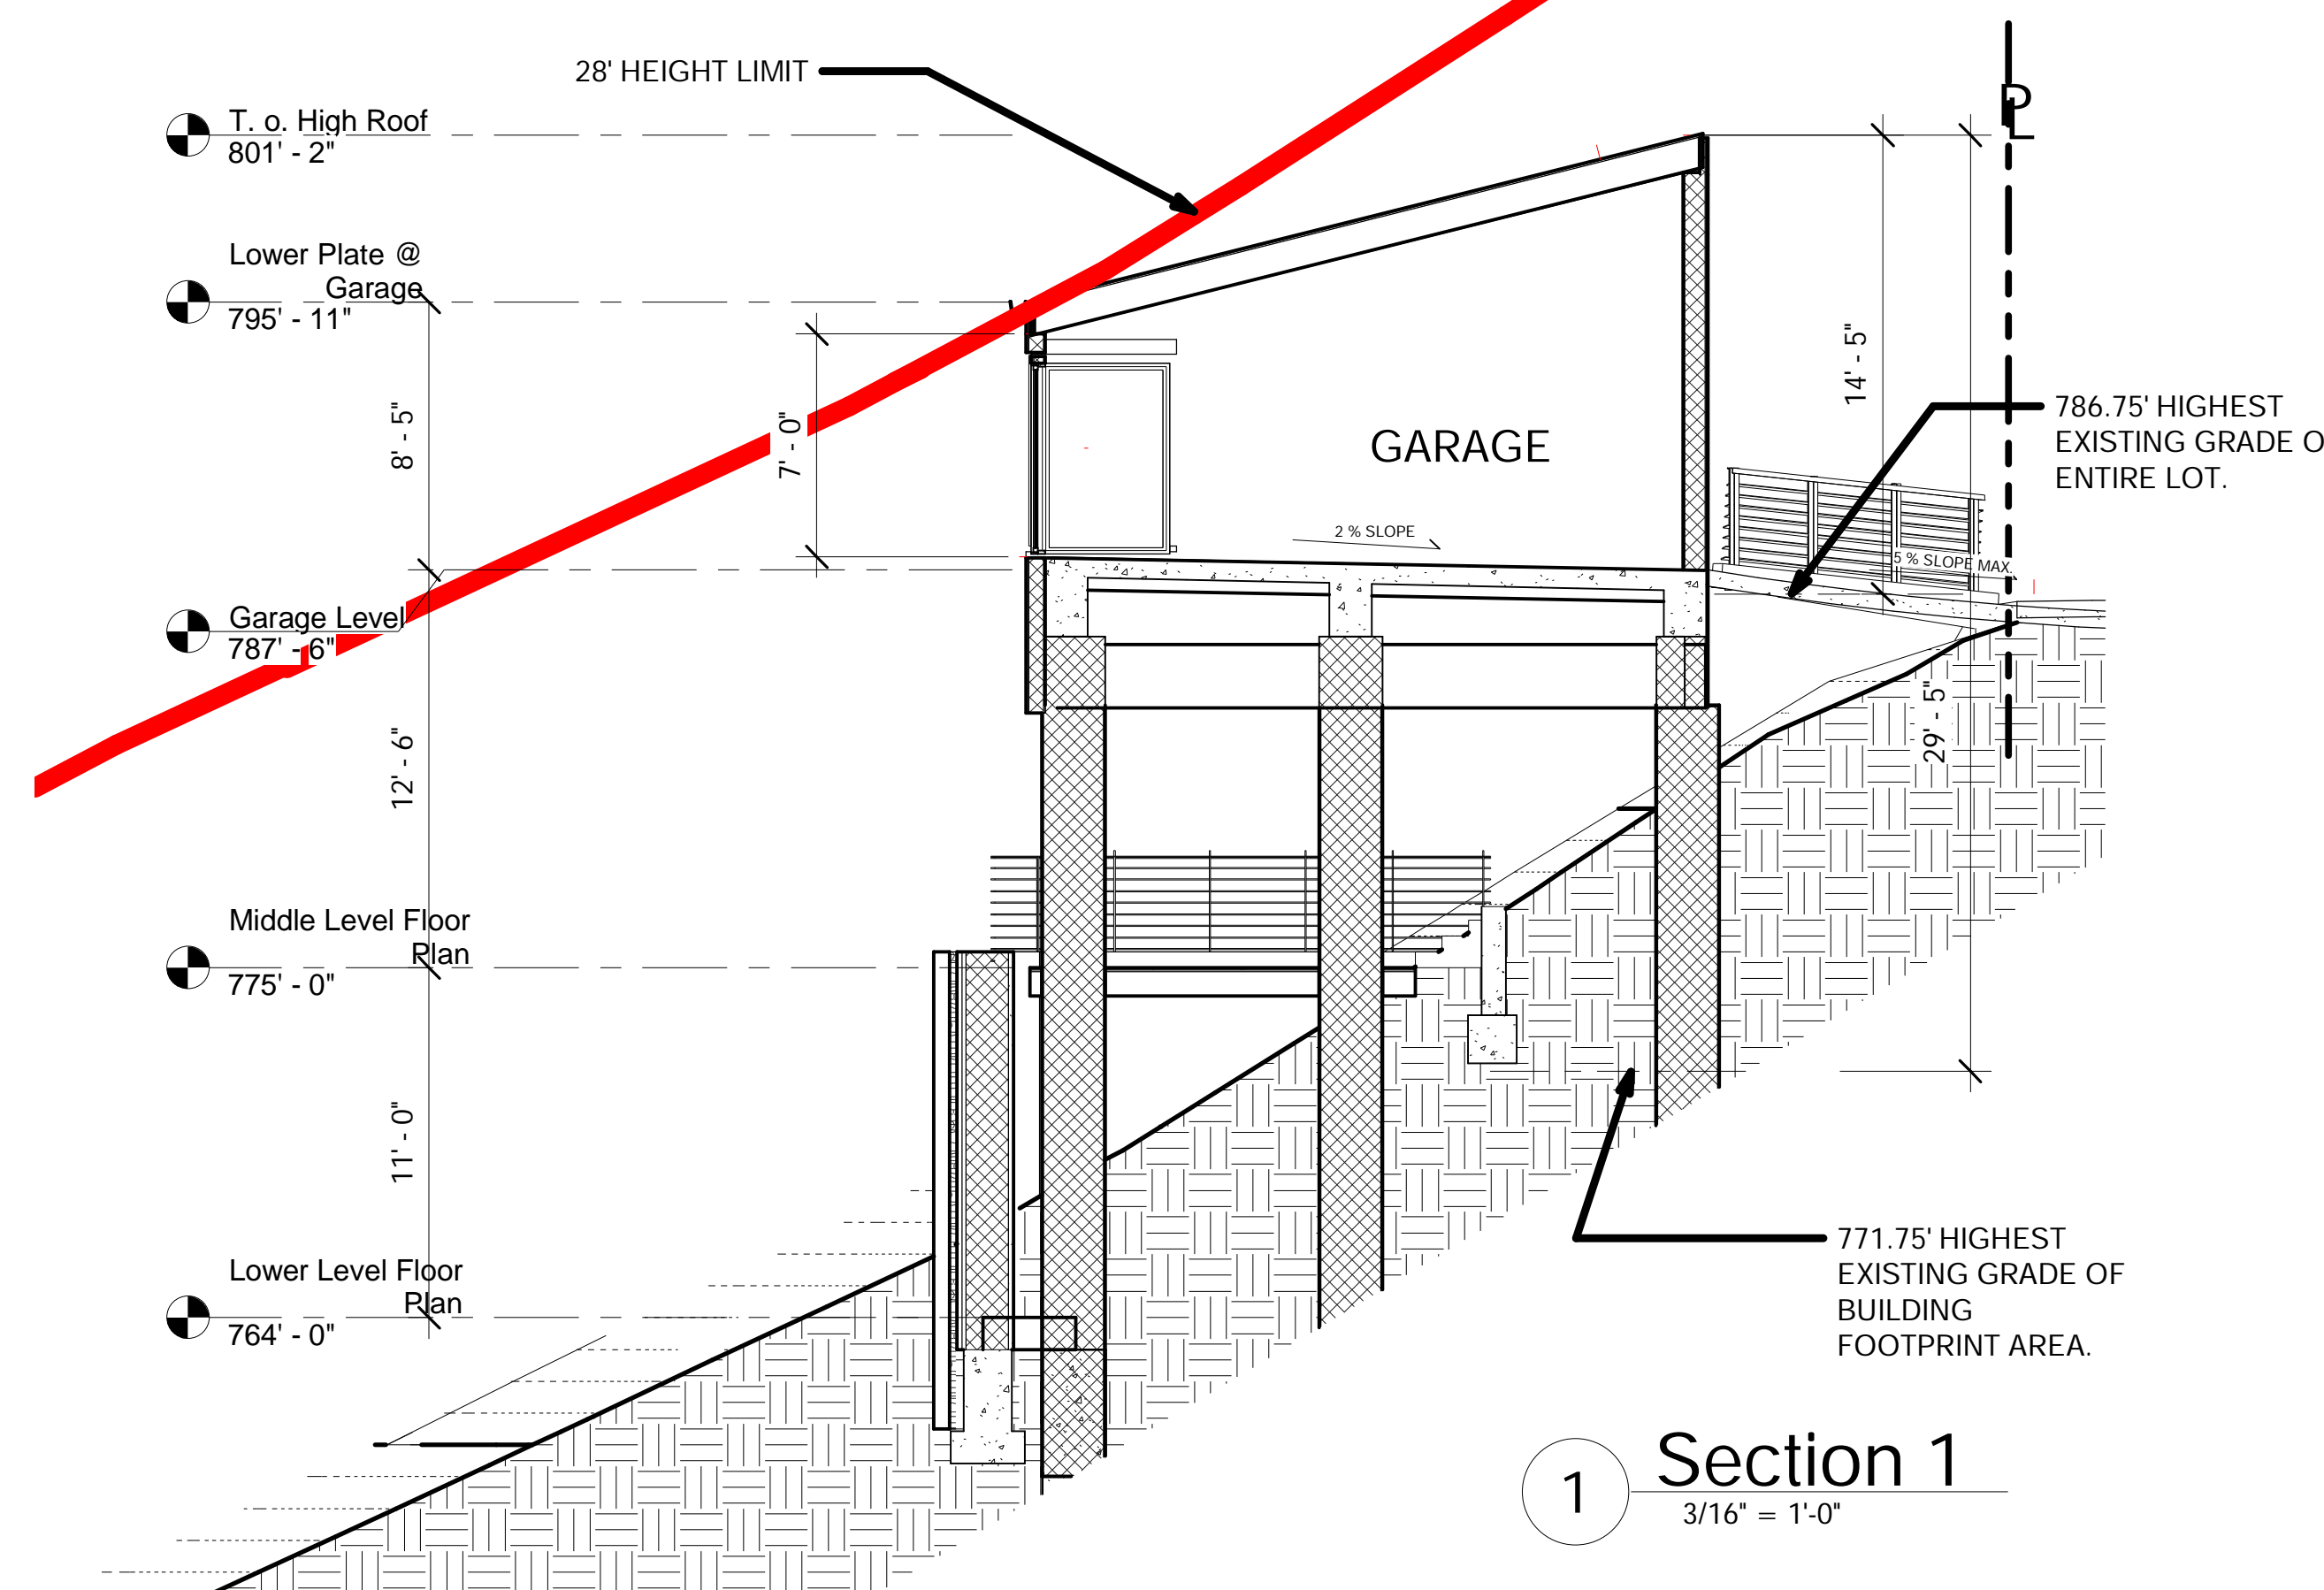 28' HEIGHT LIMIT
PL
T. o. High Roof
801' - 2"
Lower Plate @
Garage
795' - 11"
8' - 5"
7' - 0"
14' - 5"
GARAGE
786.75' HIGHEST
EXISTING GRADE O
ENTIRE LOT.
2 % SLOPE
5 % SLOPE MAX.
Garage Level
787' - 6"
12' - 6"
29' - 5"
Middle Level Floor
Plan
775' - 0"
11' - 0"
Lower Level Floor
Plan
764' - 0"
771.75' HIGHEST
EXISTING GRADE OF
BUILDING
FOOTPRINT AREA.
1
Section 1
3/16" = 1'-0"